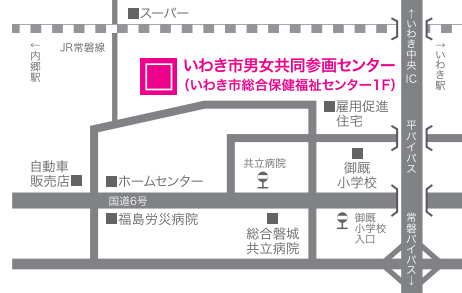 ■スーパー
JR常磐線
←内郷駅
←いわき中央IC
→いわき駅
いわき市男女共同参画センター
（いわき市総合保健福祉センター1F）
■雇用促進
住宅
平バイパス
共立病院
御厩
小学校
自動車
販売店■
■ホームセンター
国道6号
■福島労災病院
総合磐城
共立病院
御厩
小学校
入口
常磐バイパス→